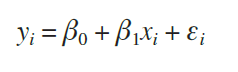 yᵢ = β₀ + β₁xᵢ + εᵢ